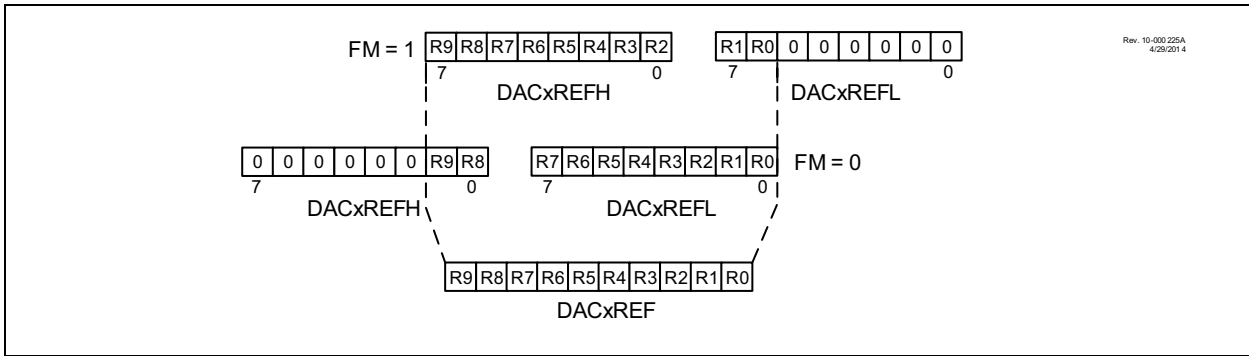 FM = 1 R9 R8 R7 R6 R5 R4 R3 R2 R1 R0 0 0 0 0 0 0 Rev. 10-000 225A
7 0 7 0 4/29/201 4
DACxREFH DACxREFL
0 0 0 0 0 0 R9 R8 R7 R6 R5 R4 R3 R2 R1 R0 FM = 0
7 0 7 0
DACxREFH DACxREFL
R9 R8 R7 R6 R5 R4 R3 R2 R1 R0
DACxREF